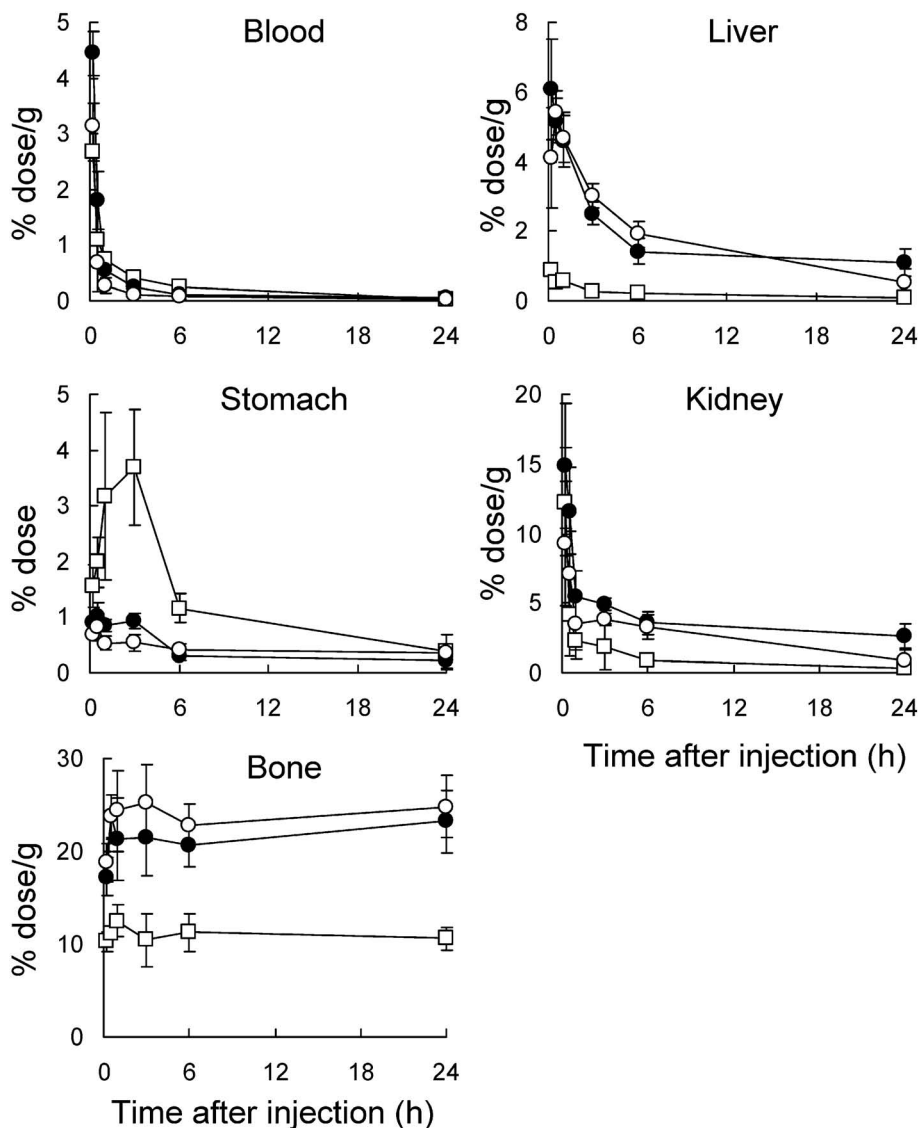 Blood
% dose/g
5
4
3
2
1
0
0 6 12 18 24
Liver
% dose/g
8
6
4
2
0
0 6 12 18 24
Stomach
% dose
5
4
3
2
1
0
0 6 12 18 24
Kidney
% dose/g
20
15
10
5
0
0 6 12 18 24
Time after injection (h)
Bone
% dose/g
30
20
10
0
0 6 12 18 24
Time after injection (h)